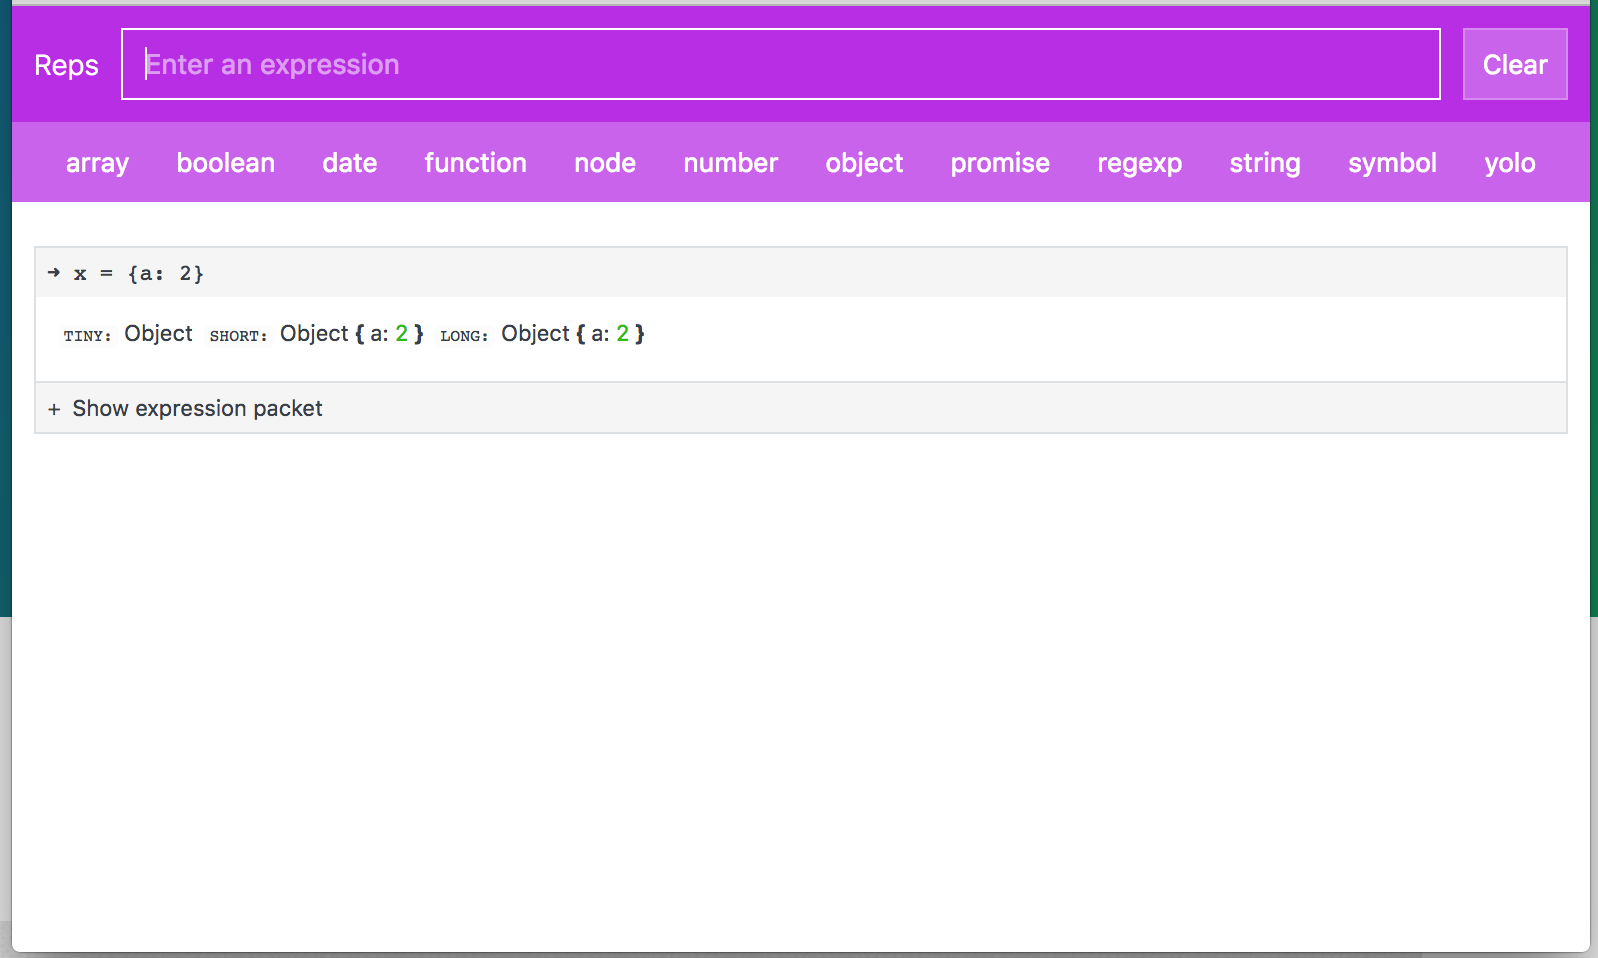 Reps Enter an expression Clear
array boolean date function node number object promise regexp string symbol yolo
➜ x = {a: 2}
TINY: Object SHORT: Object { a: 2 } LONG: Object { a: 2 }
+ Show expression packet